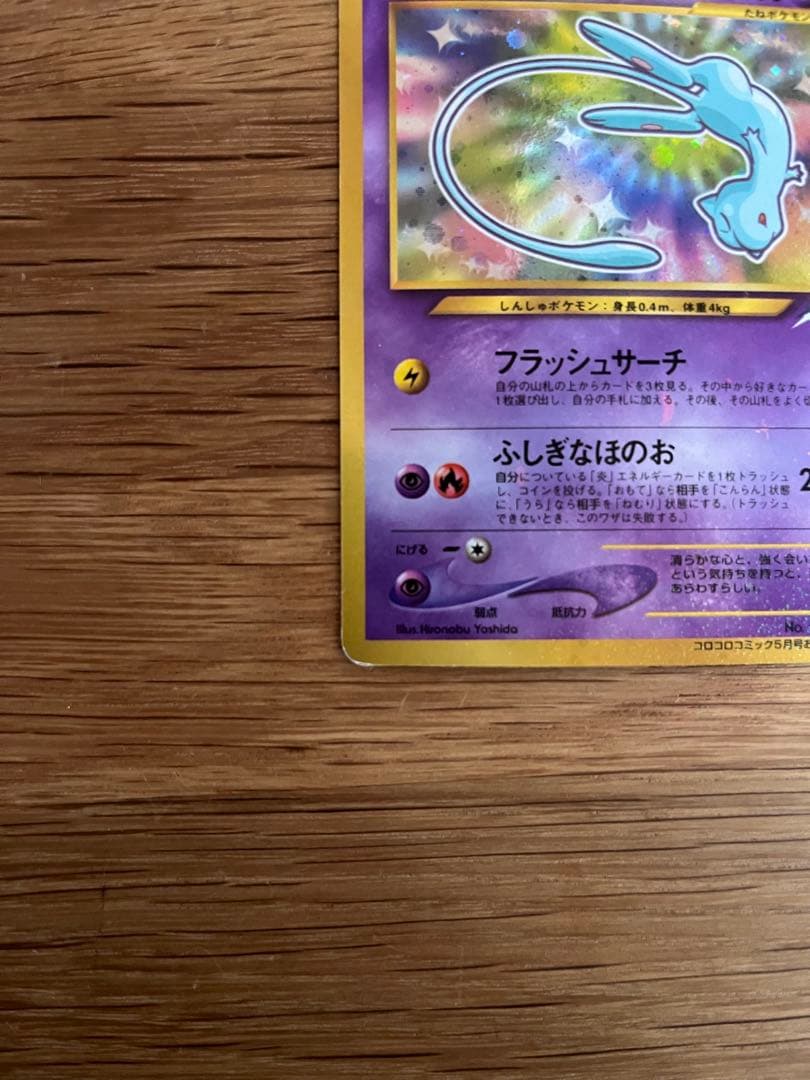 たねポケモン
しんしゅポケモン：身長0.4m、体重4kg
フラッシュサーチ
自分の山札の上からカードを3枚見る。その中から好きなカー
1枚選び出し、自分の手札に加える。その後、その山札をよく切
ふしぎなほのお
自分についている「炎」エネルギーカードを1枚トラッシュ
し、コインを投げる。「おもて」なら相手を「こんらん」状態
に、「うら」なら相手を「ねむり」状態にする。（トラッシュ
できないとき、このワザは失敗する。）
2
にげる
清らかな心と、強く会い
という気持ちを持つと、
あらわすらしい。
弱点 抵抗力
Illus. Hironobu Yoshida
No.
コロコロコミック5月号お